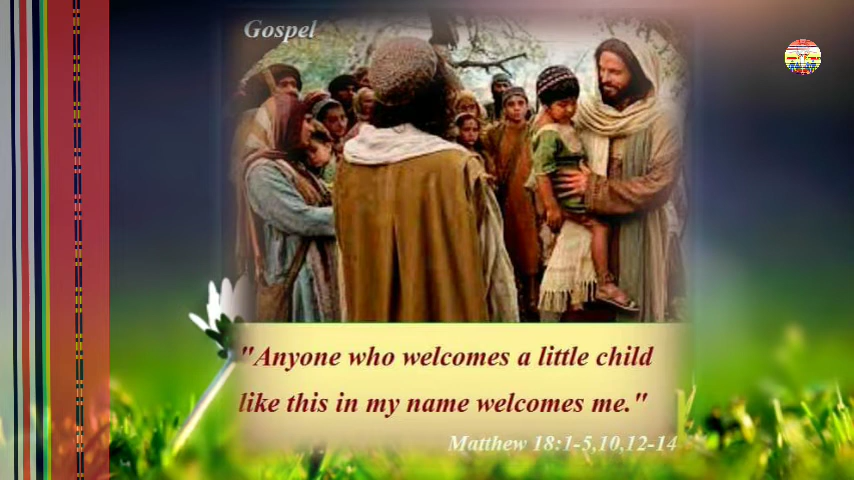 Gospel
"Anyone who welcomes a little child
like this in my name welcomes me."
Matthew 18:1-5,10,12-14